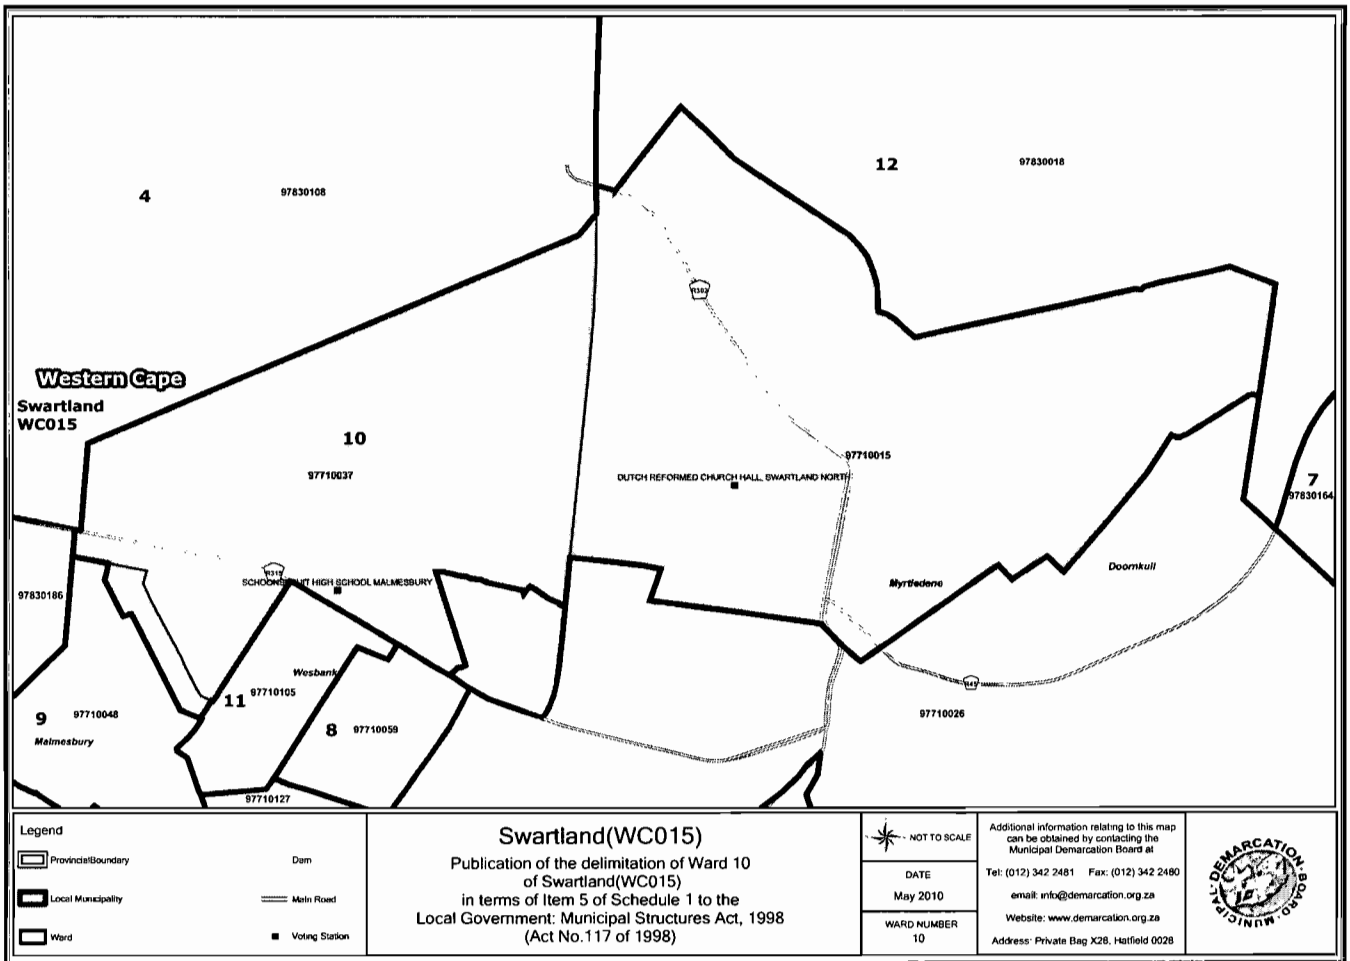 12
97830018
4
97830108
R302
Western Cape
Swartland
WC015
10
97710015
97710037
DUTCH REFORMED CHURCH HALL, SWARTLAND NORTH
7
97830164
R315
SCHOONSPRUIT HIGH SCHOOL MALMESBURY
Myrtledene
Doornkuil
97830186
Wesbank
R45
11
97710105
9
97710048
8
97710059
97710026
Malmesbury
97710127
Legend
Provincial Boundary
Dam
Local Municipality
Main Road
Ward
Voting Station
Swartland(WC015)
Publication of the delimitation of Ward 10
of Swartland(WC015)
in terms of Item 5 of Schedule 1 to the
Local Government: Municipal Structures Act, 1998
(Act No.117 of 1998)
NOT TO SCALE
DATE
May 2010
WARD NUMBER
10
Additional information relating to this map
can be obtained by contacting the
Municipal Demarcation Board at
Tel: (012) 342 2481 Fax: (012) 342 2480
email: info@demarcation.org.za
Website: www.demarcation.org.za
Address: Private Bag X28, Hatfield 0028
MUNICIPAL DEMARCATION BOARD